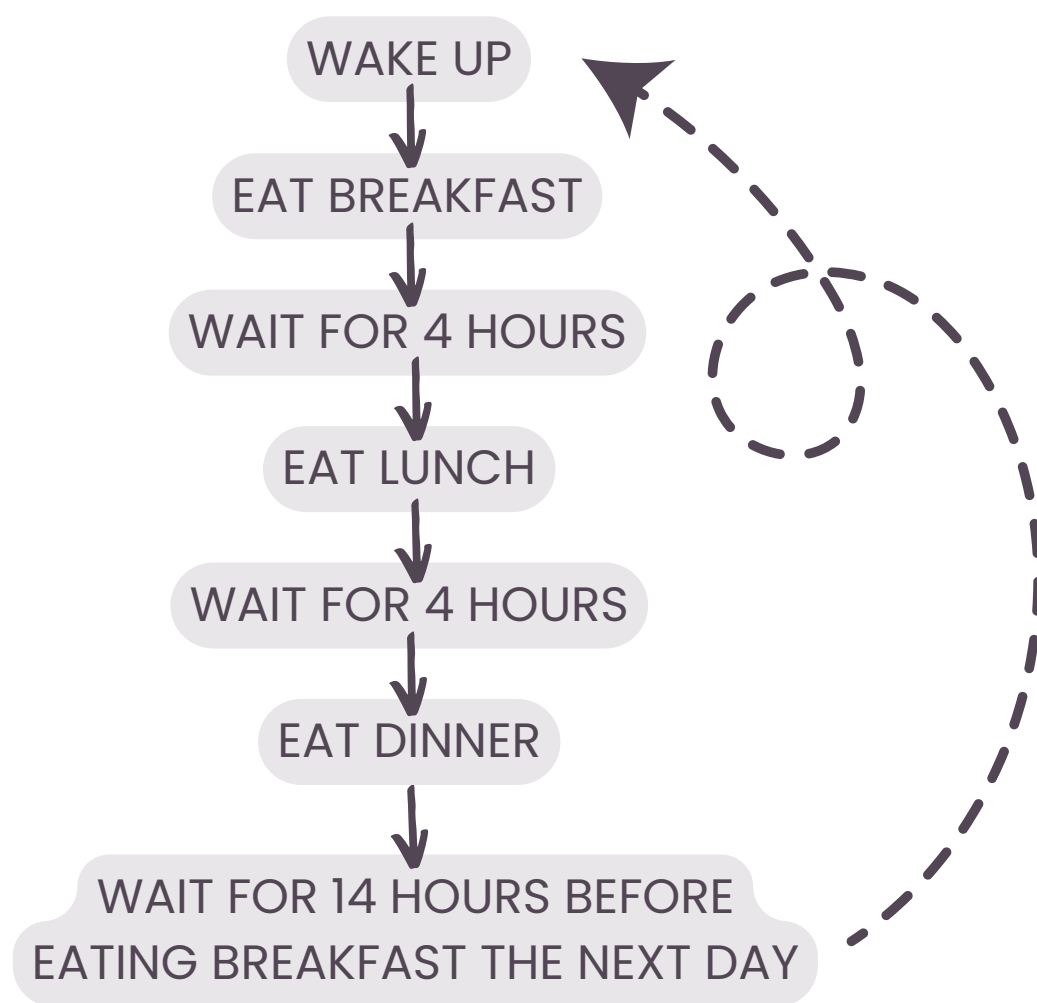 WAKE UP
EAT BREAKFAST
WAIT FOR 4 HOURS
EAT LUNCH
WAIT FOR 4 HOURS
EAT DINNER
WAIT FOR 14 HOURS BEFORE
EATING BREAKFAST THE NEXT DAY